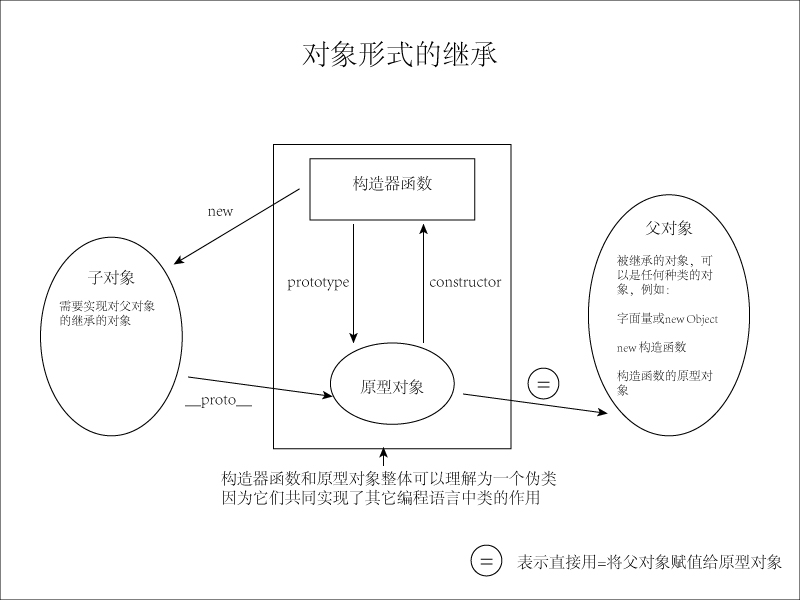 对象形式的继承
构造器函数
new
父对象
子对象
被继承的对象，可
以是任何种类的对
象，例如：
prototype
constructor
需要实现对父对象
的继承的对象
字面量或new Object
new 构造函数
构造函数的原型对
象
原型对象
=
__proto__
构造器函数和原型对象整体可以理解为一个伪类
因为它们共同实现了其它编程语言中类的作用
= 表示直接用=将父对象赋值给原型对象